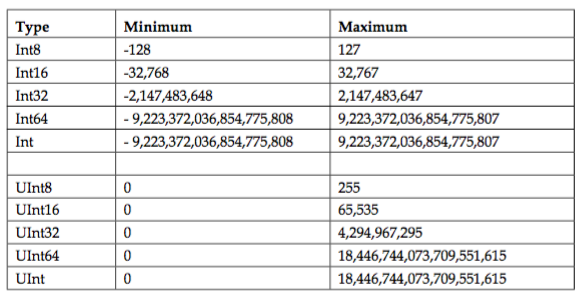 Type Minimum Maximum
Int8 -128 127
Int16 -32,768 32,767
Int32 -2,147,483,648 2,147,483,647
Int64 - 9,223,372,036,854,775,808 9,223,372,036,854,775,807
Int - 9,223,372,036,854,775,808 9,223,372,036,854,775,807
UInt8 0 255
UInt16 0 65,535
UInt32 0 4,294,967,295
UInt64 0 18,446,744,073,709,551,615
UInt 0 18,446,744,073,709,551,615